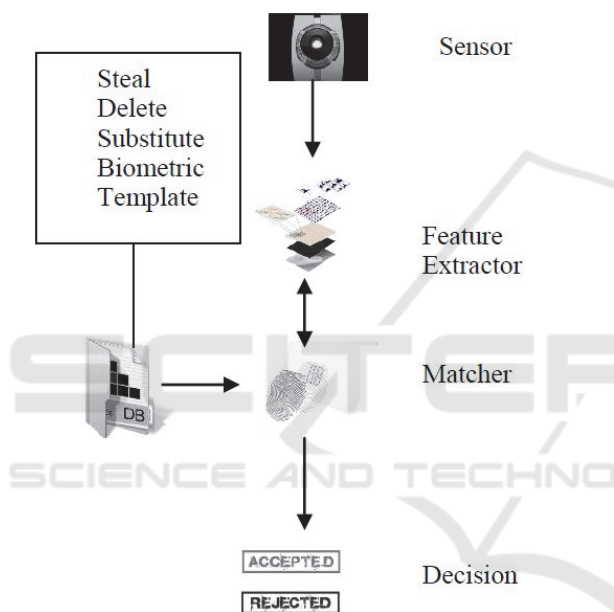 Sensor
Steal
Delete
Substitute
Biometric
Template
Feature
Extractor
Matcher
DB
SCIENCE AND TECHNO
ACCEPTED
REJECTED
Decision